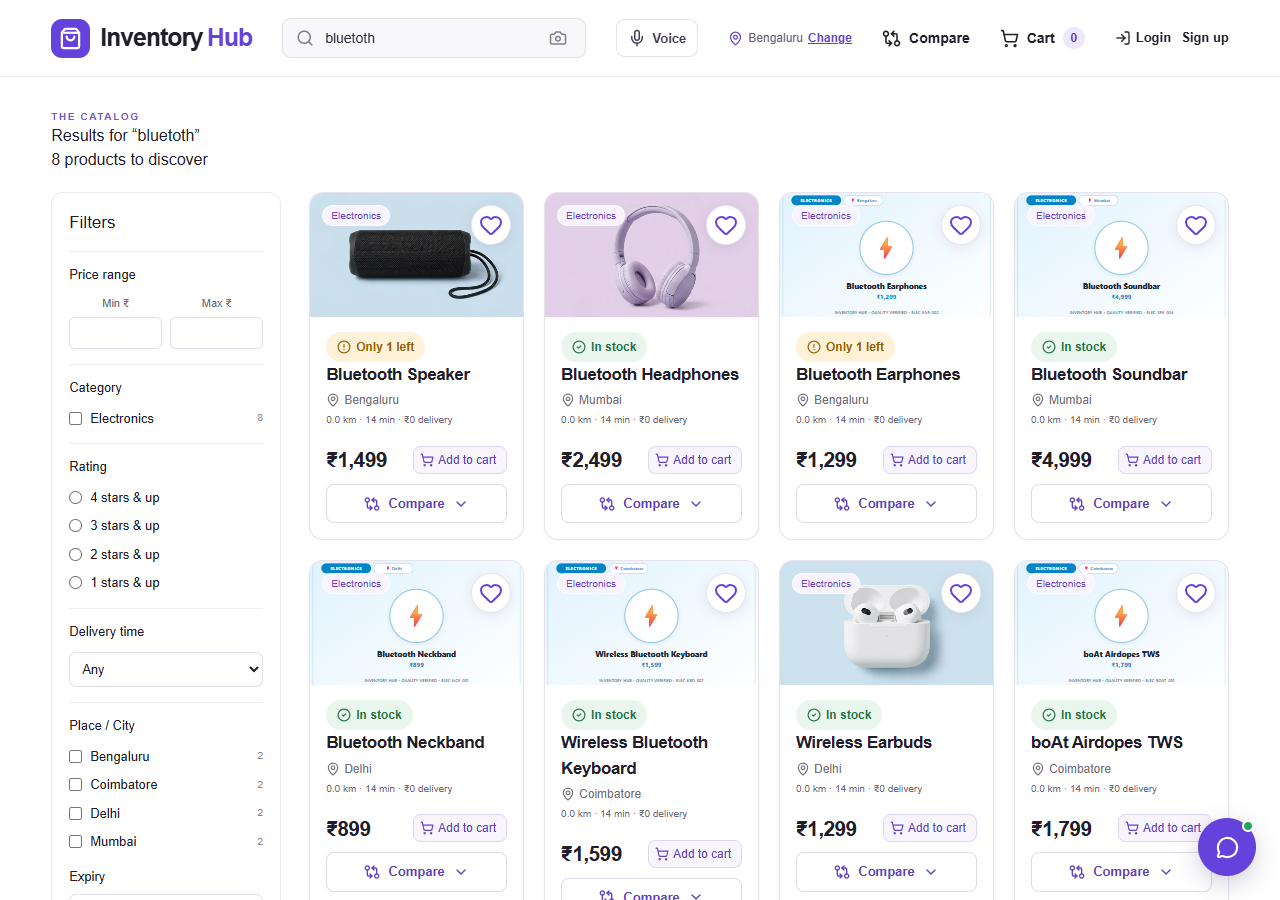 Inventory Hub
bluetoth
Voice
Bengaluru Change
Compare
Cart 0
Login
Sign up
THE CATALOG
Results for “bluetoth”
8 products to discover
Filters
Price range
Min ₹
Max ₹
Category
Electronics 8
Rating
4 stars & up
3 stars & up
2 stars & up
1 stars & up
Delivery time
Any
Place / City
Bengaluru 2
Coimbatore 2
Delhi 2
Mumbai 2
Expiry
Electronics
Only 1 left
Bluetooth Speaker
Bengaluru
0.0 km · 14 min · ₹0 delivery
₹1,499
Add to cart
Compare
Electronics
In stock
Bluetooth Headphones
Mumbai
0.0 km · 14 min · ₹0 delivery
₹2,499
Add to cart
Compare
ELECTRONICS
Bengaluru
Electronics
Bluetooth Earphones
₹1,299
Only 1 left
Bluetooth Earphones
Bengaluru
0.0 km · 14 min · ₹0 delivery
₹1,299
Add to cart
Compare
ELECTRONICS
Mumbai
Electronics
Bluetooth Soundbar
₹4,999
In stock
Bluetooth Soundbar
Mumbai
0.0 km · 14 min · ₹0 delivery
₹4,999
Add to cart
Compare
ELECTRONICS
Delhi
Electronics
Bluetooth Neckband
₹899
In stock
Bluetooth Neckband
Delhi
0.0 km · 14 min · ₹0 delivery
₹899
Add to cart
Compare
ELECTRONICS
Coimbatore
Electronics
Wireless Bluetooth Keyboard
₹1,599
In stock
Wireless Bluetooth
Keyboard
Coimbatore
0.0 km · 14 min · ₹0 delivery
₹1,599
Add to cart
Compare
Electronics
In stock
Wireless Earbuds
Delhi
0.0 km · 14 min · ₹0 delivery
₹1,299
Add to cart
Compare
ELECTRONICS
Coimbatore
Electronics
boAt Airdopes TWS
₹1,799
In stock
boAt Airdopes TWS
Coimbatore
0.0 km · 14 min · ₹0 delivery
₹1,799
Add to cart
Compare